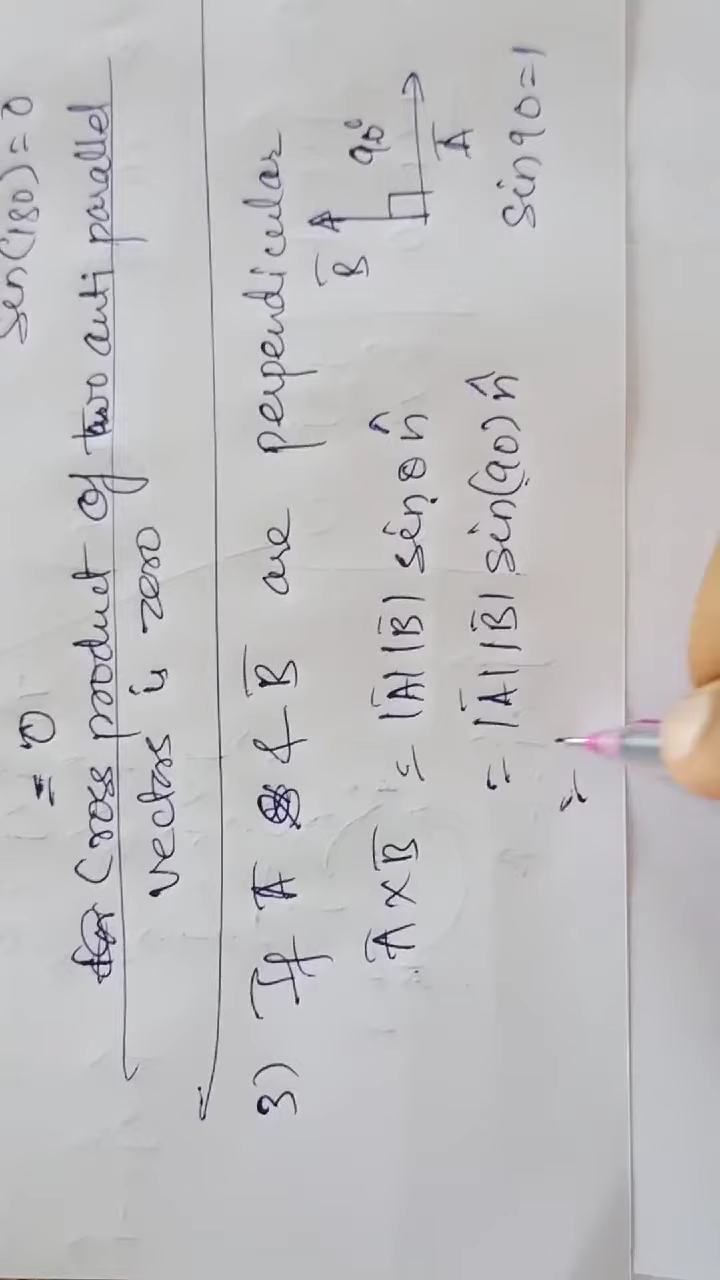 sin(180) = 0
= 0
Cross product of two anti parallel
vectors is zero
3) If A̅ & B̅ are perpendicular
B̅ 90° A̅
A̅ × B̅ = |A̅| |B̅| sin θ n̂
= |A̅| |B̅| sin(90) n̂
sin 90 = 1
=